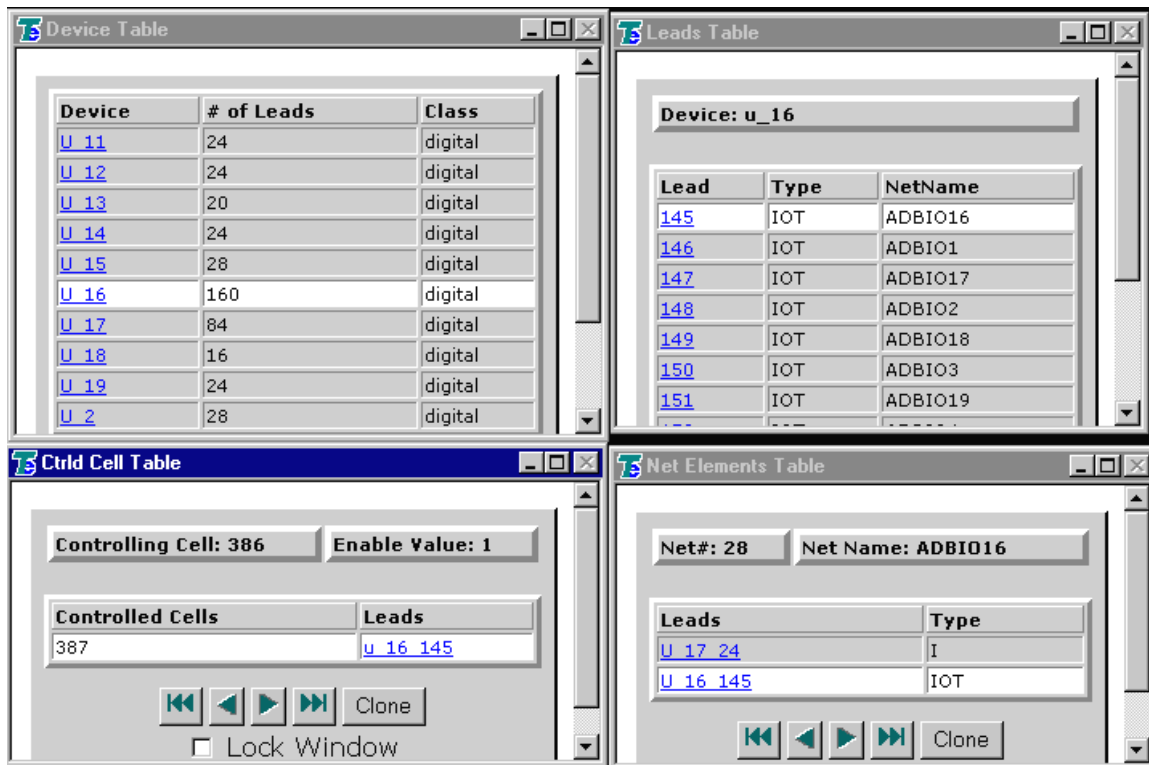 Device Table
Device # of Leads Class
U_11 24 digital
U_12 24 digital
U_13 20 digital
U_14 24 digital
U_15 28 digital
U_16 160 digital
U_17 84 digital
U_18 16 digital
U_19 24 digital
U_2 28 digital
Leads Table
Device: u_16
Lead Type NetName
145 IOT ADBIO16
146 IOT ADBIO1
147 IOT ADBIO17
148 IOT ADBIO2
149 IOT ADBIO18
150 IOT ADBIO3
151 IOT ADBIO19
Ctrld Cell Table
Controlling Cell: 386 Enable Value: 1
Controlled Cells Leads
387 u_16_145
Clone
Lock Window
Net Elements Table
Net#: 28 Net Name: ADBIO16
Leads Type
U_17_24 I
U_16_145 IOT
Clone